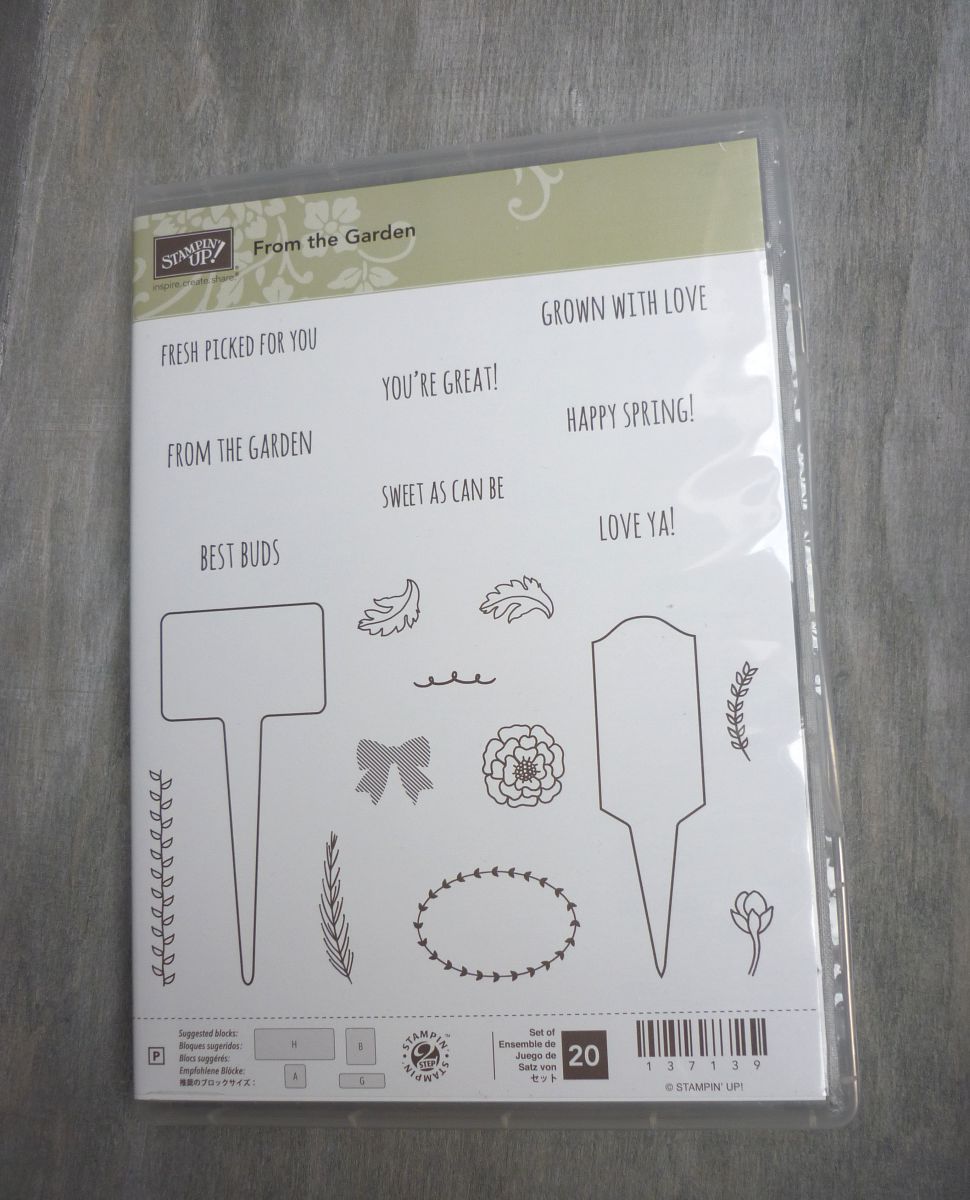 STAMPIN' UP!
inspire.create.share®
From the Garden
GROWN WITH LOVE
FRESH PICKED FOR YOU
YOU'RE GREAT!
HAPPY SPRING!
FROM THE GARDEN
SWEET AS CAN BE
LOVE YA!
BEST BUDS
P
Suggested blocks:
Bloques sugeridos:
Blocs suggérés:
Empfohlene Blöcke:
推奨のブロックサイズ：
H
B
A
G
STAMPIN' 2 STEP STAMPIN'™
Set of
Ensemble de
Juego de
Satz von
セット
20
137139
© STAMPIN' UP!